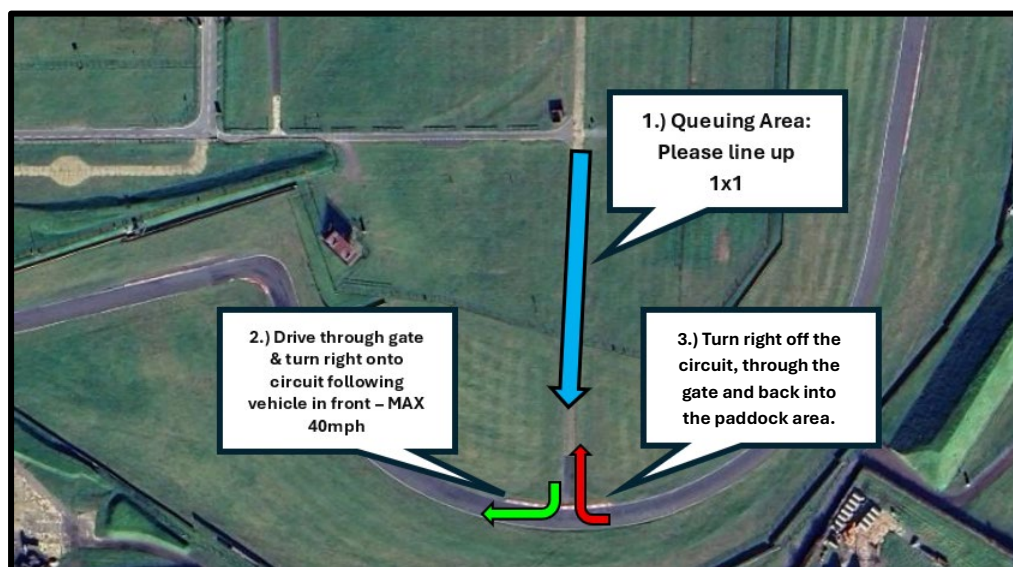 1.) Queuing Area:
Please line up
1x1
2.) Drive through gate
& turn right onto
circuit following
vehicle in front – MAX
40mph
3.) Turn right off the
circuit, through the
gate and back into
the paddock area.